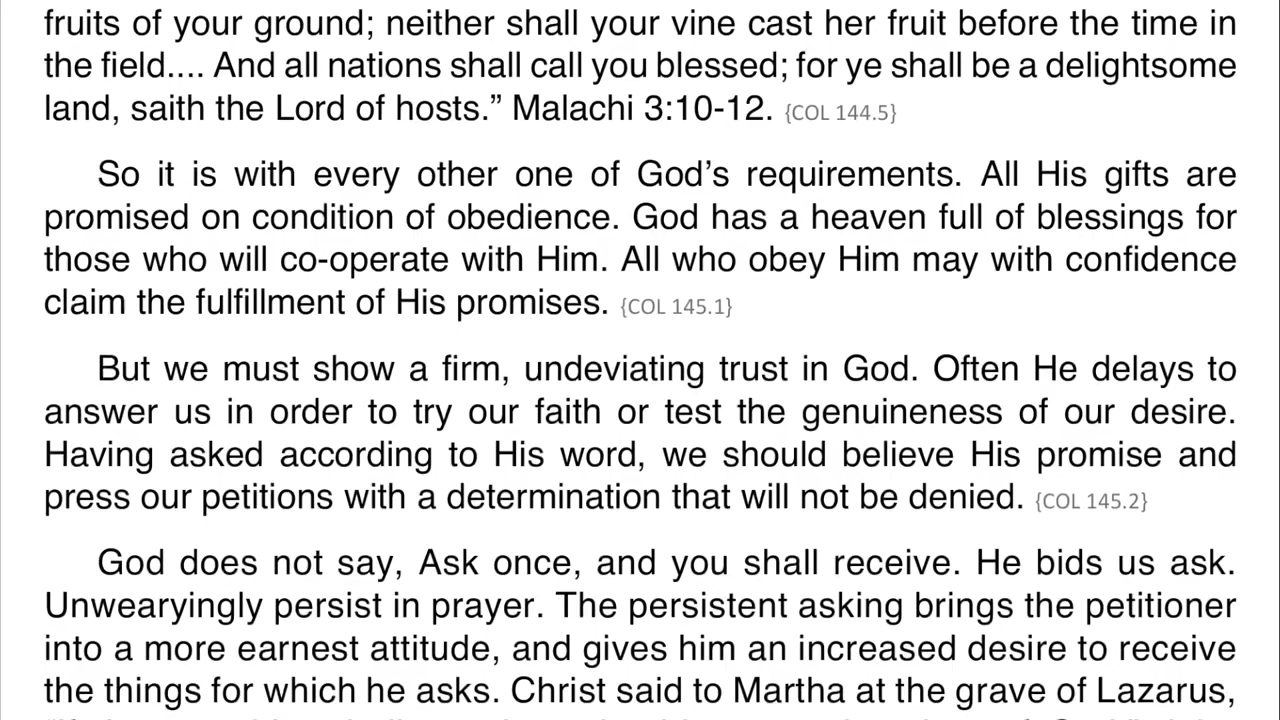 fruits of your ground; neither shall your vine cast her fruit before the time in
the field.... And all nations shall call you blessed; for ye shall be a delightsome
land, saith the Lord of hosts.” Malachi 3:10-12. {COL 144.5}
So it is with every other one of God’s requirements. All His gifts are
promised on condition of obedience. God has a heaven full of blessings for
those who will co-operate with Him. All who obey Him may with confidence
claim the fulfillment of His promises. {COL 145.1}
But we must show a firm, undeviating trust in God. Often He delays to
answer us in order to try our faith or test the genuineness of our desire.
Having asked according to His word, we should believe His promise and
press our petitions with a determination that will not be denied. {COL 145.2}
God does not say, Ask once, and you shall receive. He bids us ask.
Unwearyingly persist in prayer. The persistent asking brings the petitioner
into a more earnest attitude, and gives him an increased desire to receive
the things for which he asks. Christ said to Martha at the grave of Lazarus,